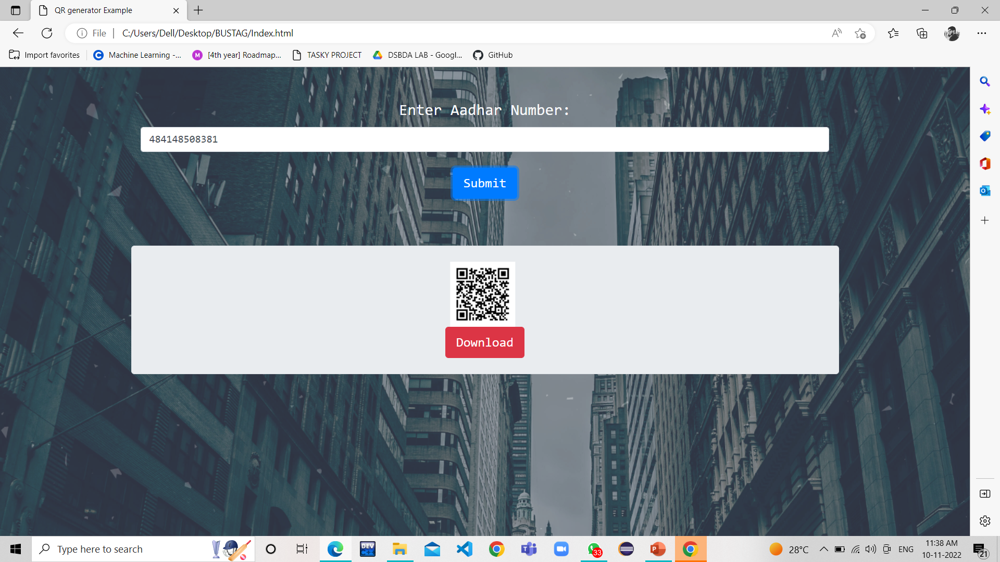 QR generator Example
File
C:/Users/Dell/Desktop/BUSTAG/Index.html
Import favorites
Machine Learning -...
[4th year] Roadmap...
TASKY PROJECT
DSBDA LAB - Googl...
GitHub
Enter Aadhar Number:
484148508381
Submit
Download
Type here to search
DEV
C++
33
28°C
ENG
11:38 AM
10-11-2022
21